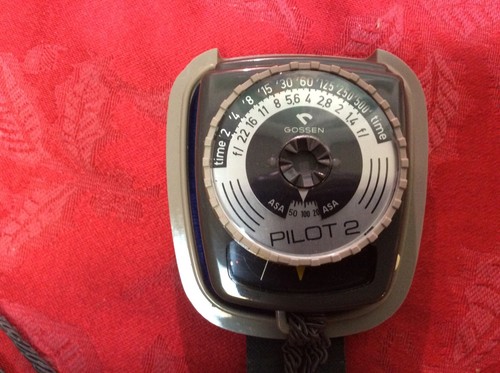 time 2 4 8 15 30 60 125 250 500 time
f/ 22 16 11 8 5,6 4 2,8 2 1,4 f/
GOSSEN
ASA 50 100 20 ASA
PILOT 2